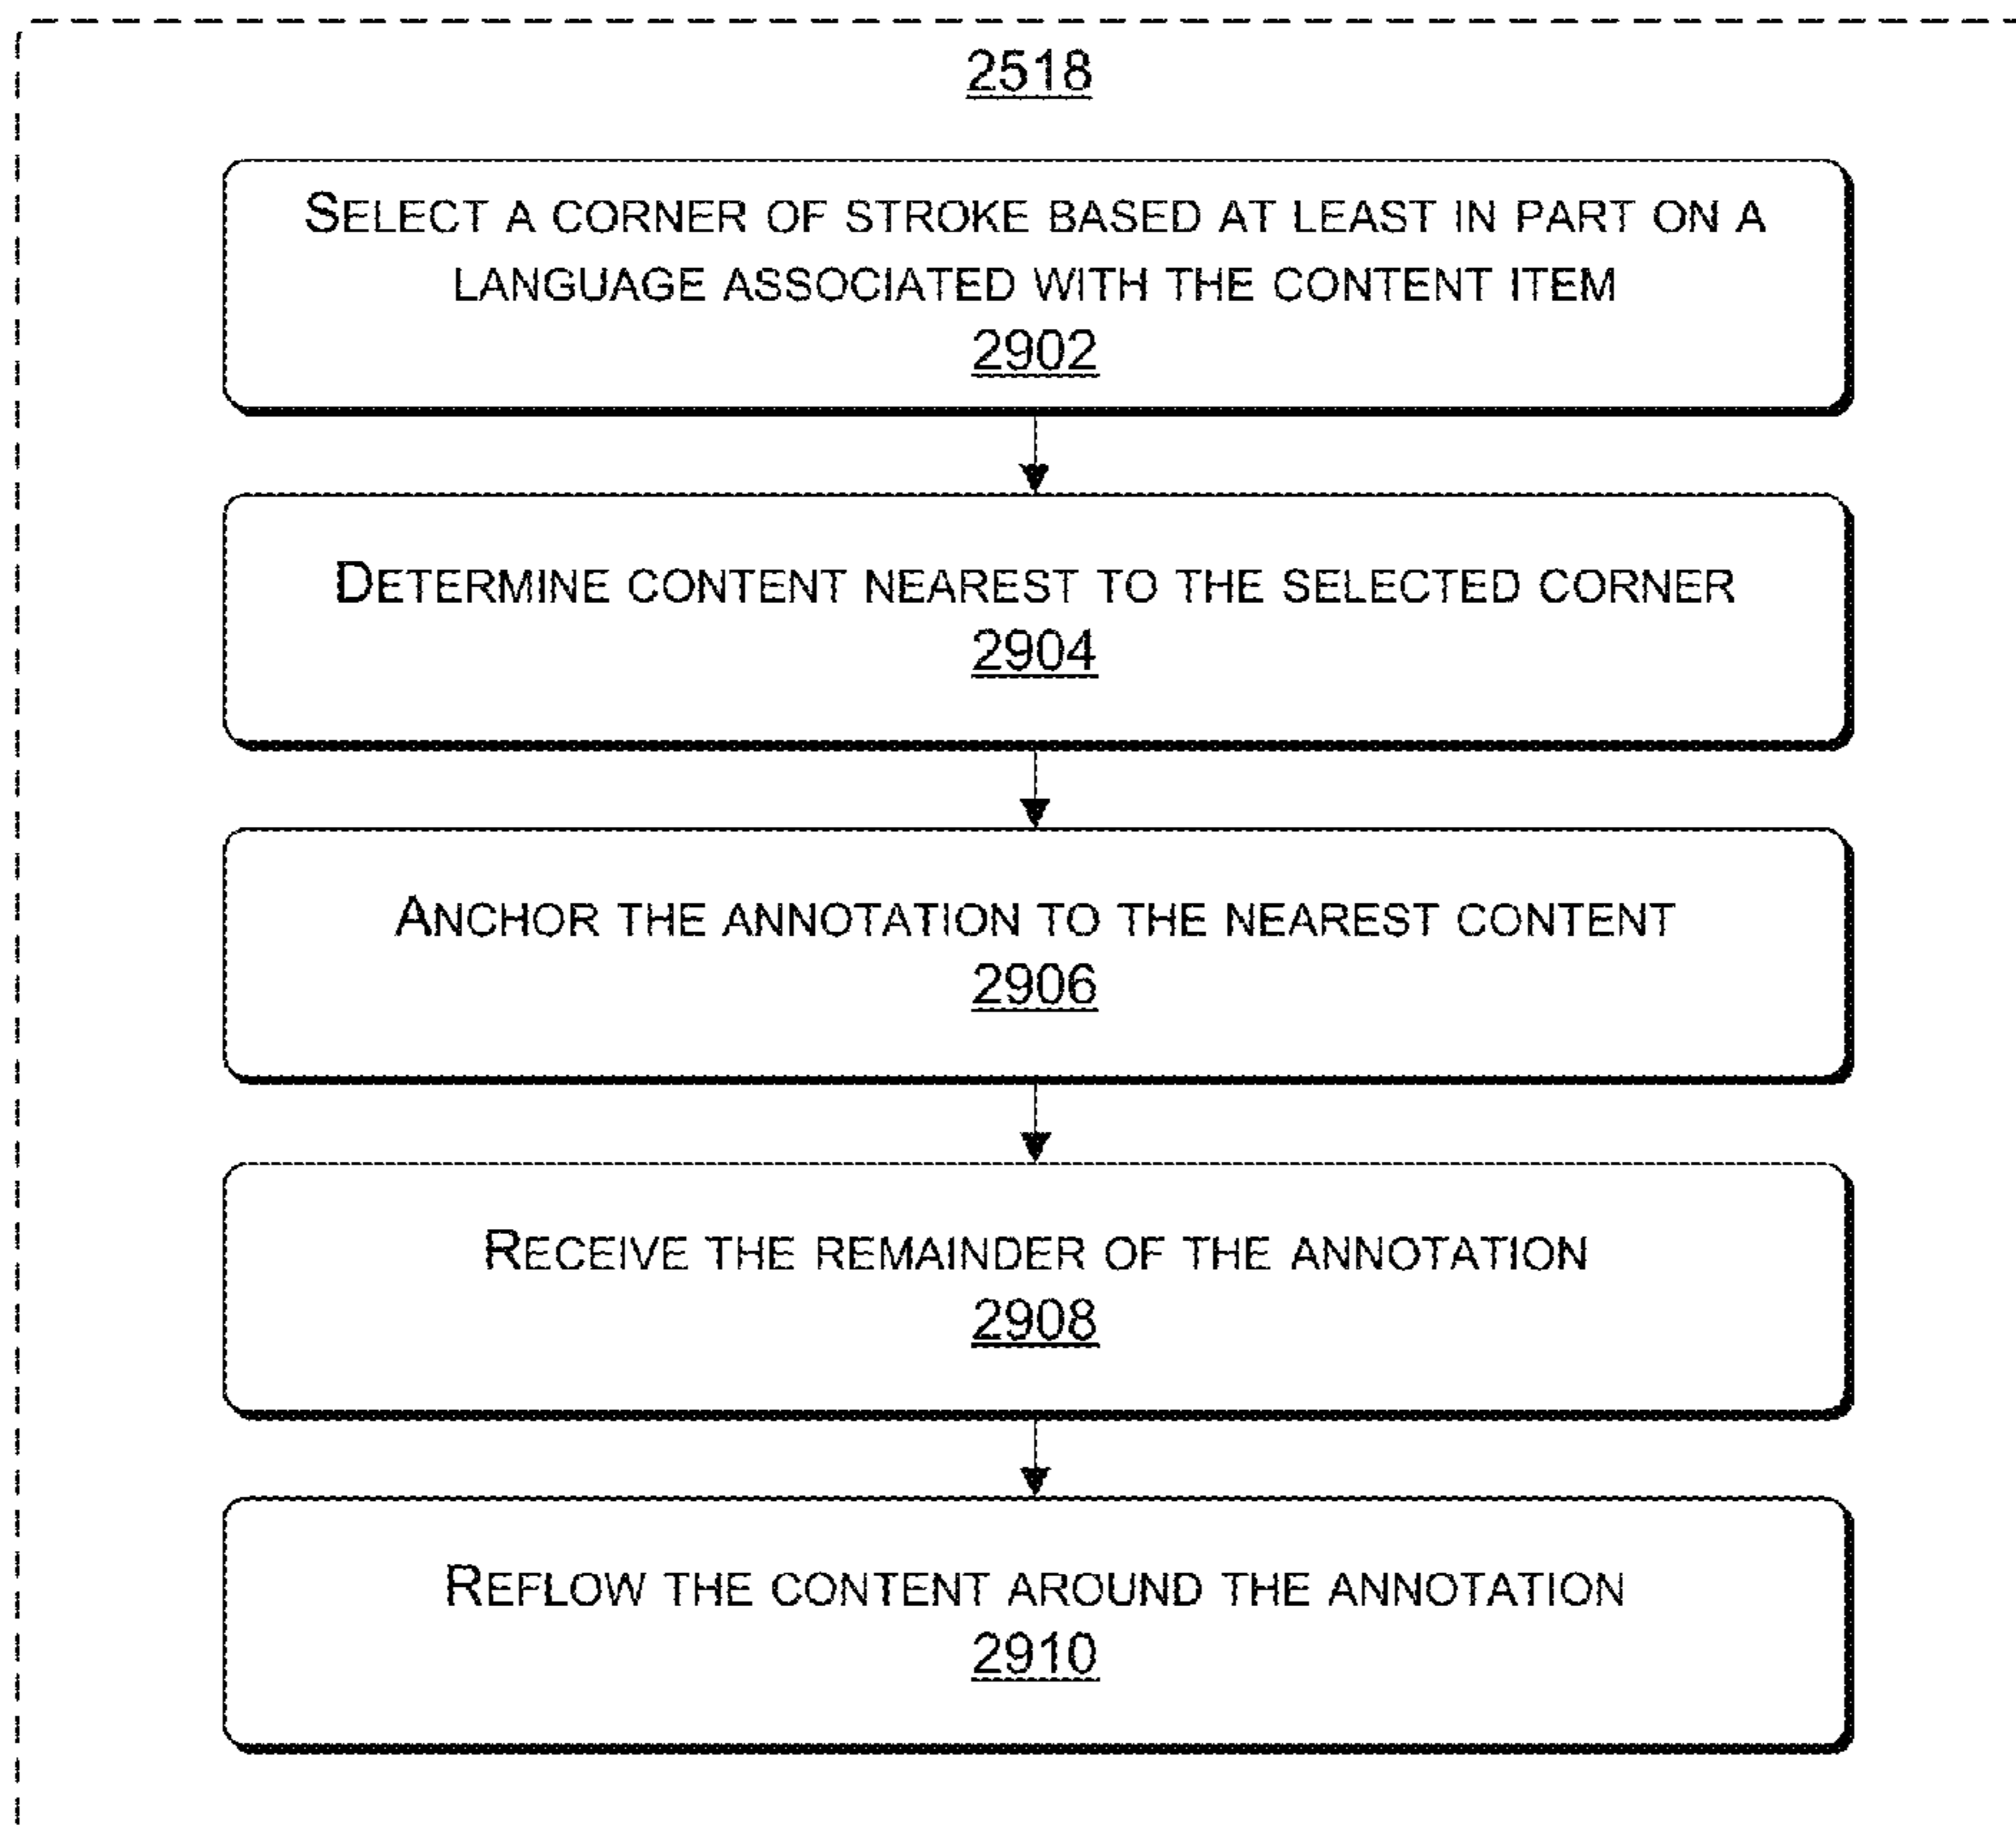 2518
SELECT A CORNER OF STROKE BASED AT LEAST IN PART ON A
LANGUAGE ASSOCIATED WITH THE CONTENT ITEM
2902
DETERMINE CONTENT NEAREST TO THE SELECTED CORNER
2904
ANCHOR THE ANNOTATION TO THE NEAREST CONTENT
2906
RECEIVE THE REMAINDER OF THE ANNOTATION
2908
REFLOW THE CONTENT AROUND THE ANNOTATION
2910